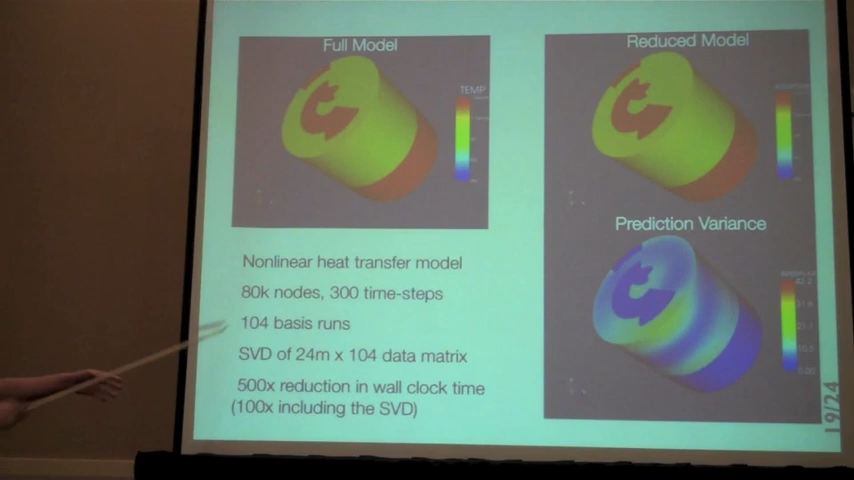 Full Model
TEMP
Reduced Model
Prediction Variance
Nonlinear heat transfer model
80k nodes, 300 time-steps
104 basis runs
SVD of 24m x 104 data matrix
500x reduction in wall clock time
(100x including the SVD)
19/24